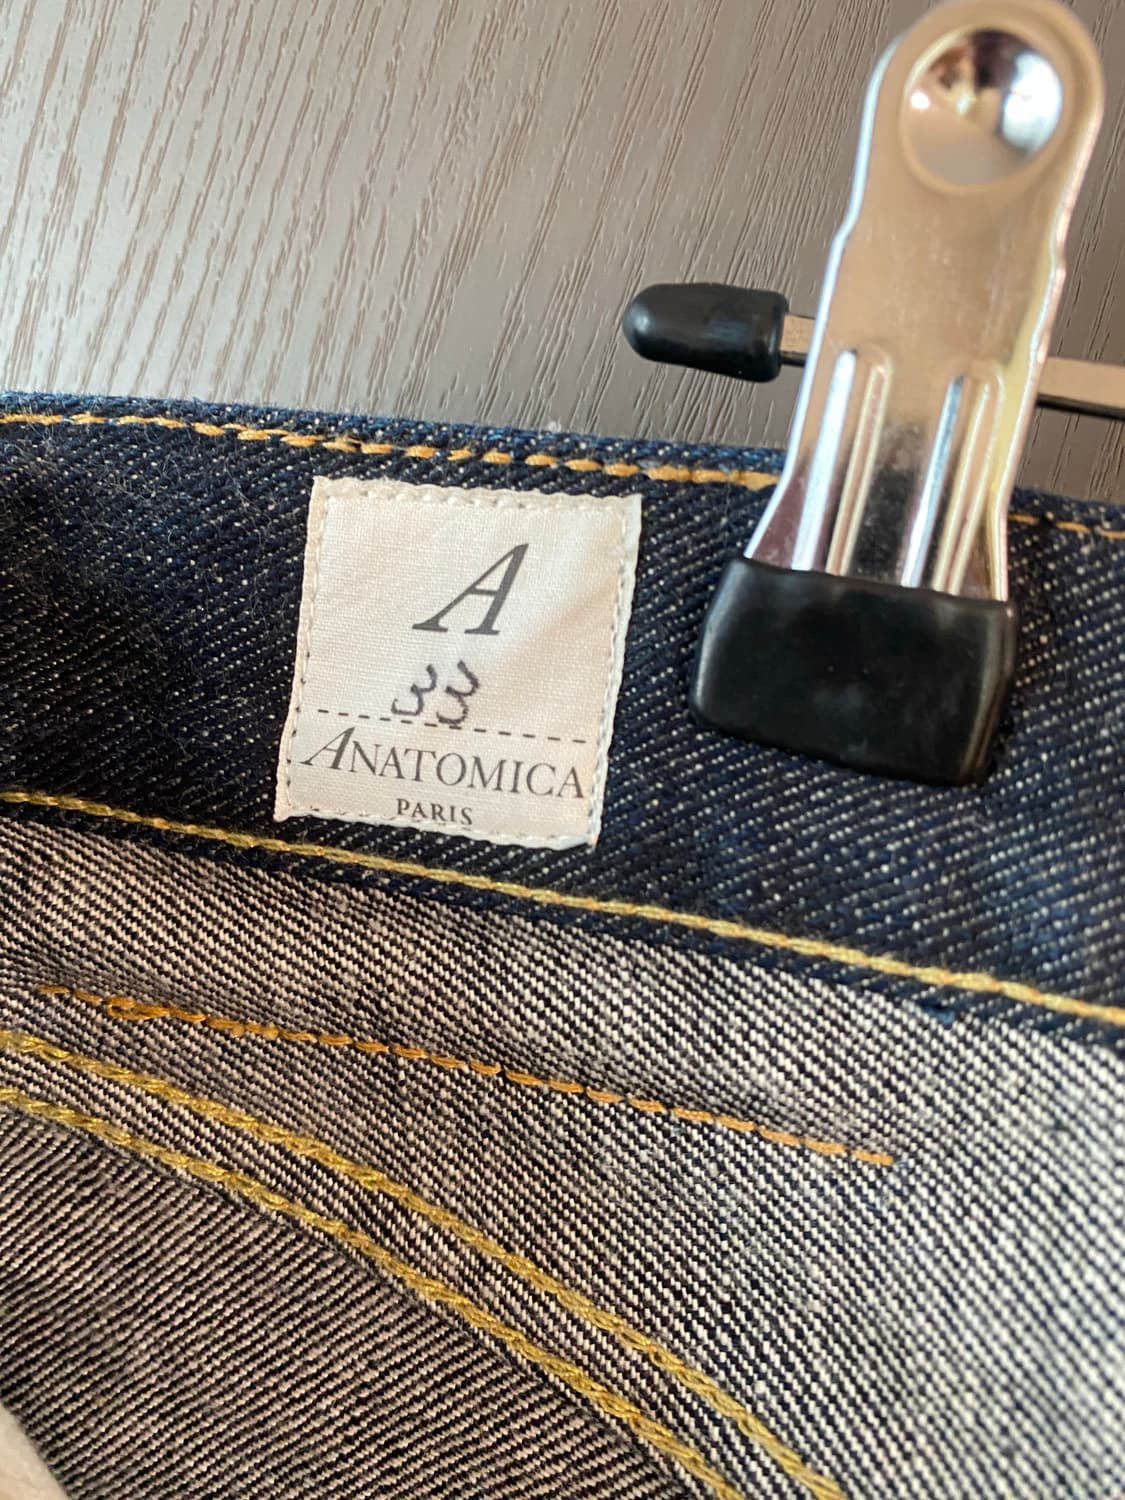 A
33
ANATOMICA
PARIS